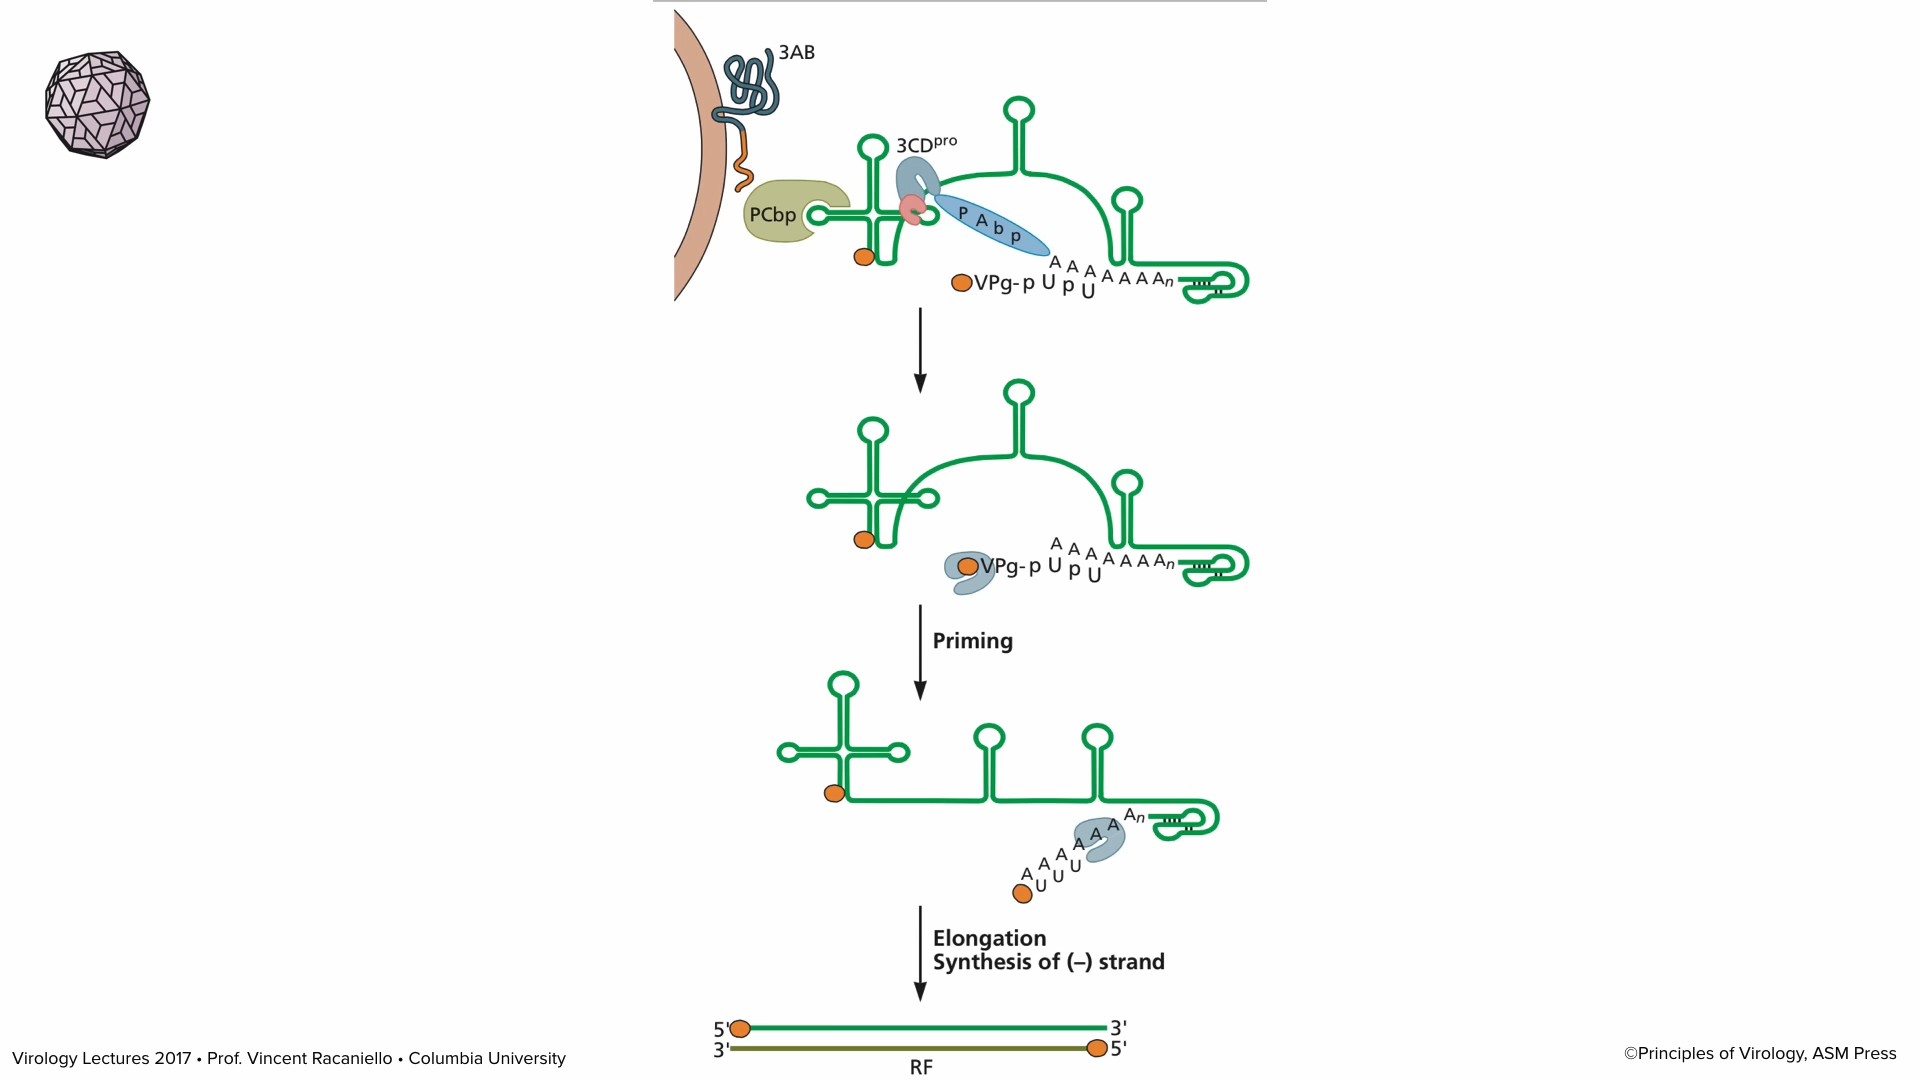 3AB
3CDpro
PCbp
P A b p
A A A A A A An
VPg-p U p U
A A A A A A An
VPg-p U p U
Priming
A A A A A A An
U U U
Elongation
Synthesis of (–) strand
5' 3'
3' 5'
RF
Virology Lectures 2017 • Prof. Vincent Racaniello • Columbia University
©Principles of Virology, ASM Press